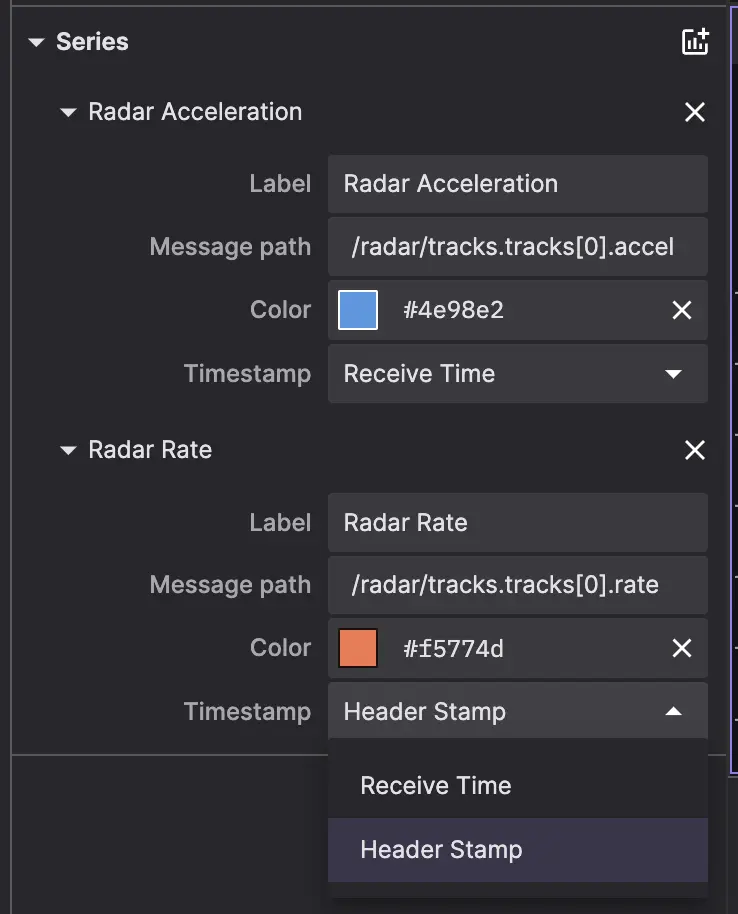 Series
Radar Acceleration
Label Radar Acceleration
Message path /radar/tracks.tracks[0].accel
Color #4e98e2
Timestamp Receive Time
Radar Rate
Label Radar Rate
Message path /radar/tracks.tracks[0].rate
Color #f5774d
Timestamp Header Stamp
Receive Time
Header Stamp